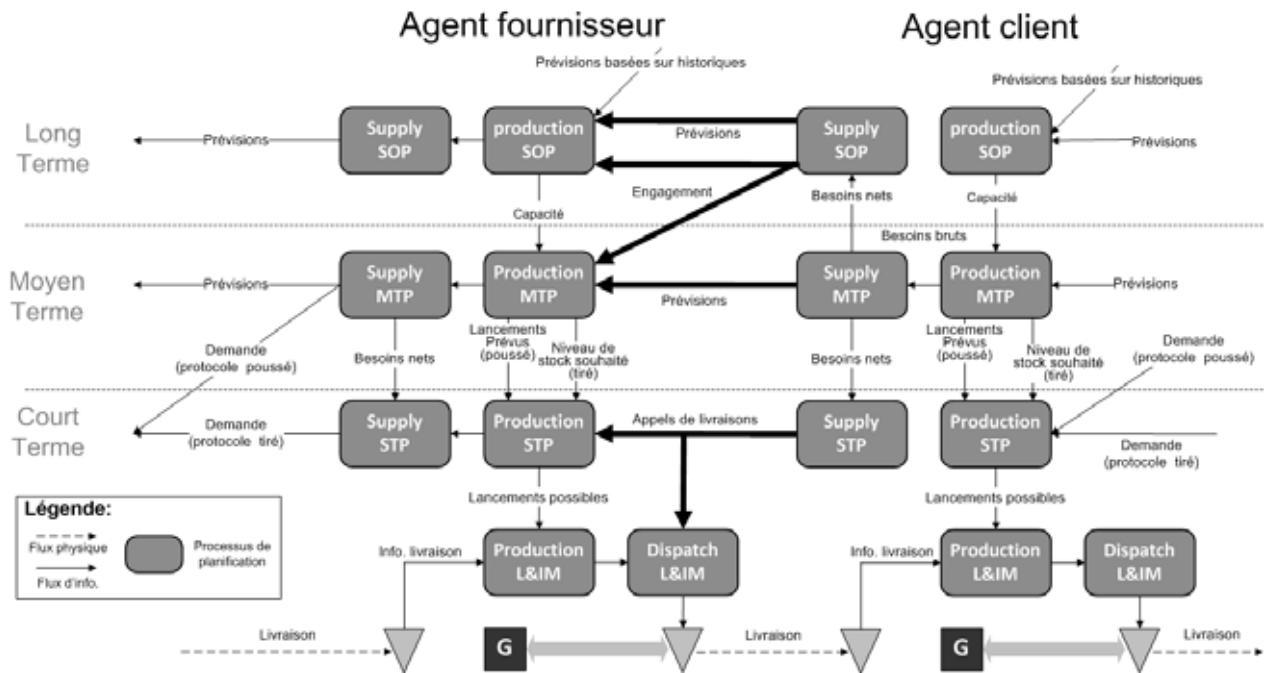 Agent fournisseur
Agent client
Prévisions basées sur historiques
Prévisions basées sur historiques
Long
Terme
Prévisions
Supply
SOP
production
SOP
Prévisions
Supply
SOP
production
SOP
Prévisions
Engagement
Capacité
Besoins nets
Capacité
Besoins bruts
Moyen
Terme
Prévisions
Supply
MTP
Production
MTP
Prévisions
Supply
MTP
Production
MTP
Prévisions
Demande
(protocole poussé)
Besoins nets
Lancements
Prévus
(poussé)
Niveau de
stock souhaité
(tiré)
Besoins nets
Lancements
Prévus
(poussé)
Niveau de
stock souhaité
(tiré)
Demande
(protocole poussé)
Court
Terme
Demande
(protocole tiré)
Supply
STP
Production
STP
Appels de livraisons
Supply
STP
Production
STP
Demande
(protocole tiré)
Lancements possibles
Lancements possibles
Légende:
Flux physique
Flux d'info.
Processus de
planification
Info. livraison
Production
L&IM
Dispatch
L&IM
Info. livraison
Production
L&IM
Dispatch
L&IM
Livraison
G
Livraison
G
Livraison